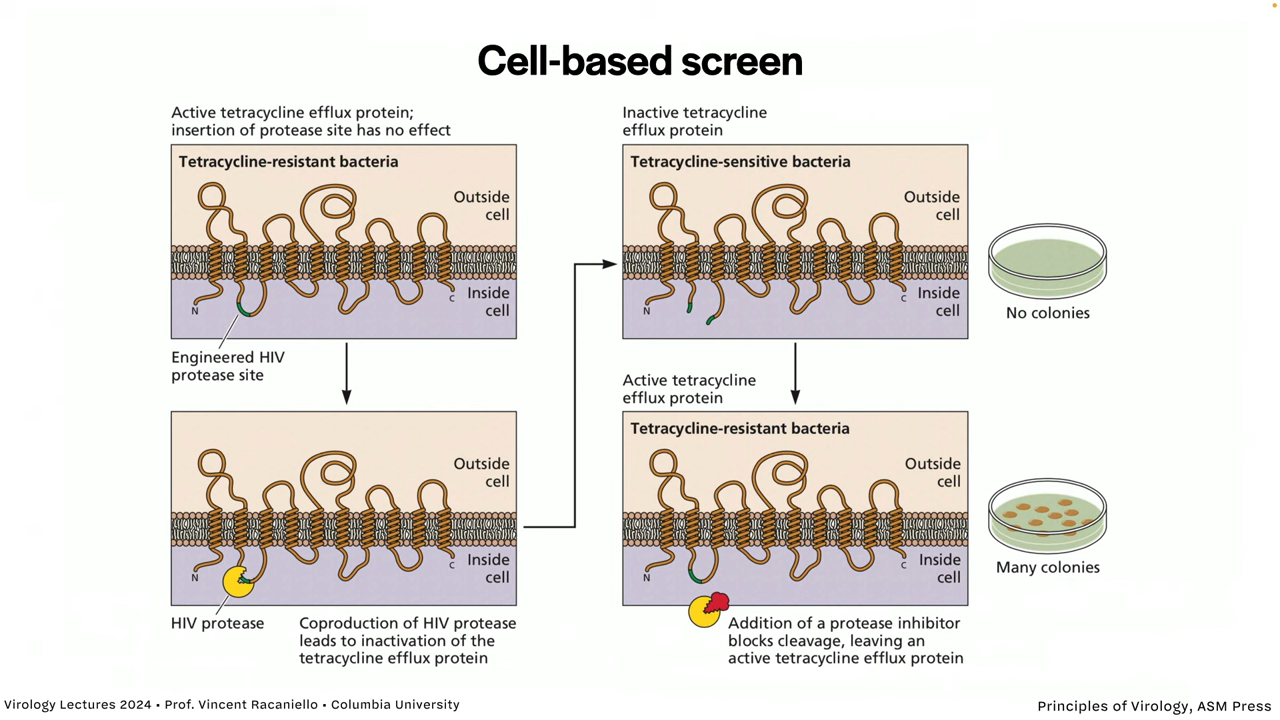 Cell-based screen
Active tetracycline efflux protein;
insertion of protease site has no effect
Tetracycline-resistant bacteria
Outside
cell
Inside
cell
N
C
Engineered HIV
protease site
Outside
cell
Inside
cell
N
C
HIV protease
Coproduction of HIV protease
leads to inactivation of the
tetracycline efflux protein
Inactive tetracycline
efflux protein
Tetracycline-sensitive bacteria
Outside
cell
Inside
cell
N
C
No colonies
Active tetracycline
efflux protein
Tetracycline-resistant bacteria
Outside
cell
Inside
cell
N
C
Many colonies
Addition of a protease inhibitor
blocks cleavage, leaving an
active tetracycline efflux protein
Virology Lectures 2024 • Prof. Vincent Racaniello • Columbia University
Principles of Virology, ASM Press